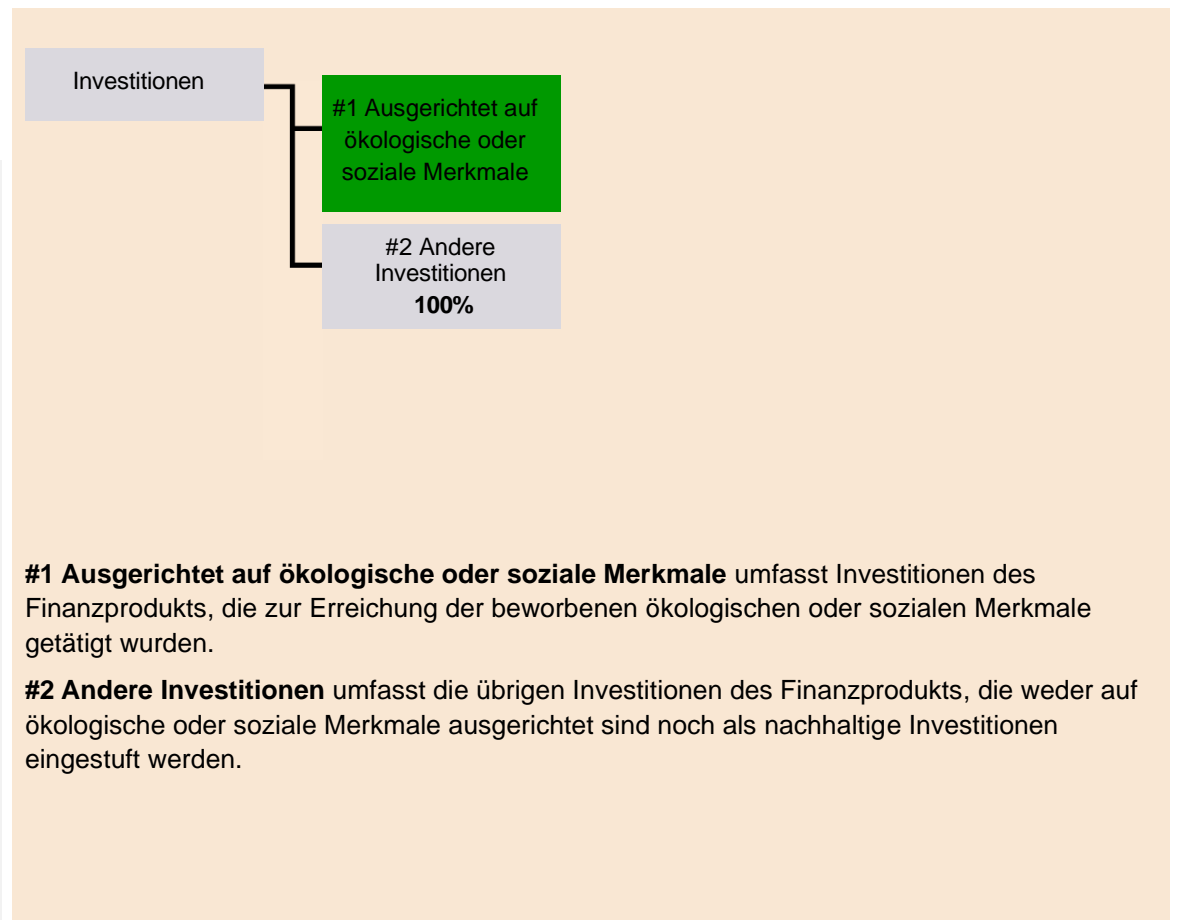 Investitionen
#1 Ausgerichtet auf
ökologische oder
soziale Merkmale
#2 Andere
Investitionen
100%
#1 Ausgerichtet auf ökologische oder soziale Merkmale umfasst Investitionen des
Finanzprodukts, die zur Erreichung der beworbenen ökologischen oder sozialen Merkmale
getätigt wurden.
#2 Andere Investitionen umfasst die übrigen Investitionen des Finanzprodukts, die weder auf
ökologische oder soziale Merkmale ausgerichtet sind noch als nachhaltige Investitionen
eingestuft werden.